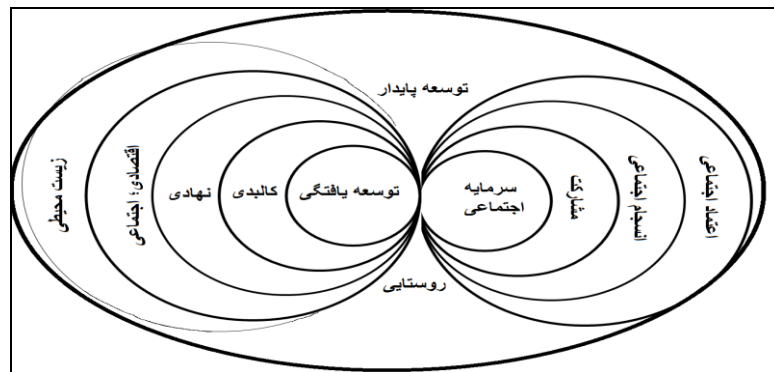 توسعه پایدار
سرمایه
اجتماعی
مشارکت
انسجام اجتماعی
اعتماد اجتماعی
توسعه یافتگی
کالبدی
نهادی
اقتصادی؛ اجتماعی
زیست محیطی
روستایی